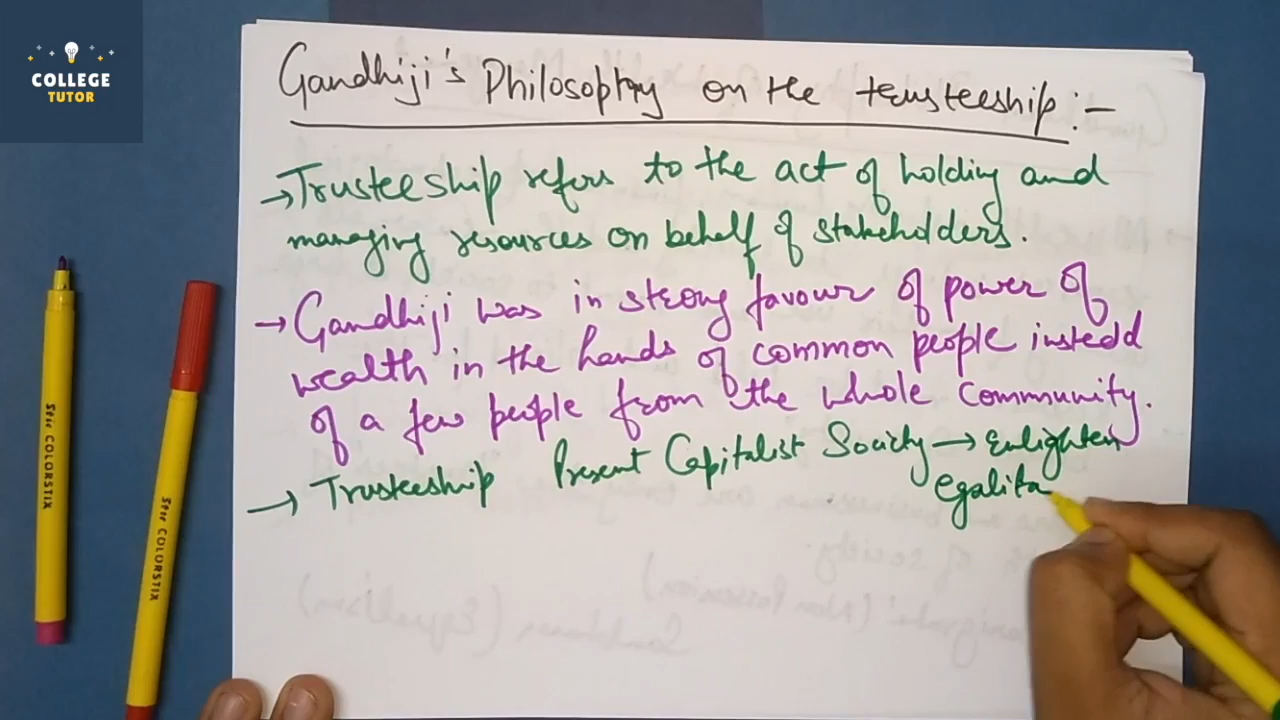 COLLEGE
TUTOR
Gandhiji's Philosophy on the trusteeship:-
→ Trusteeship refers to the act of holding and
managing resources on behalf of stakeholders.
→ Gandhiji was in strong favour of power of
wealth in the hands of common people instead
of a few people from the whole community.
→ Trusteeship Present Capitalist Society → Enlighten
Egalita
Stic COLORSTIX
Stic COLORSTIX